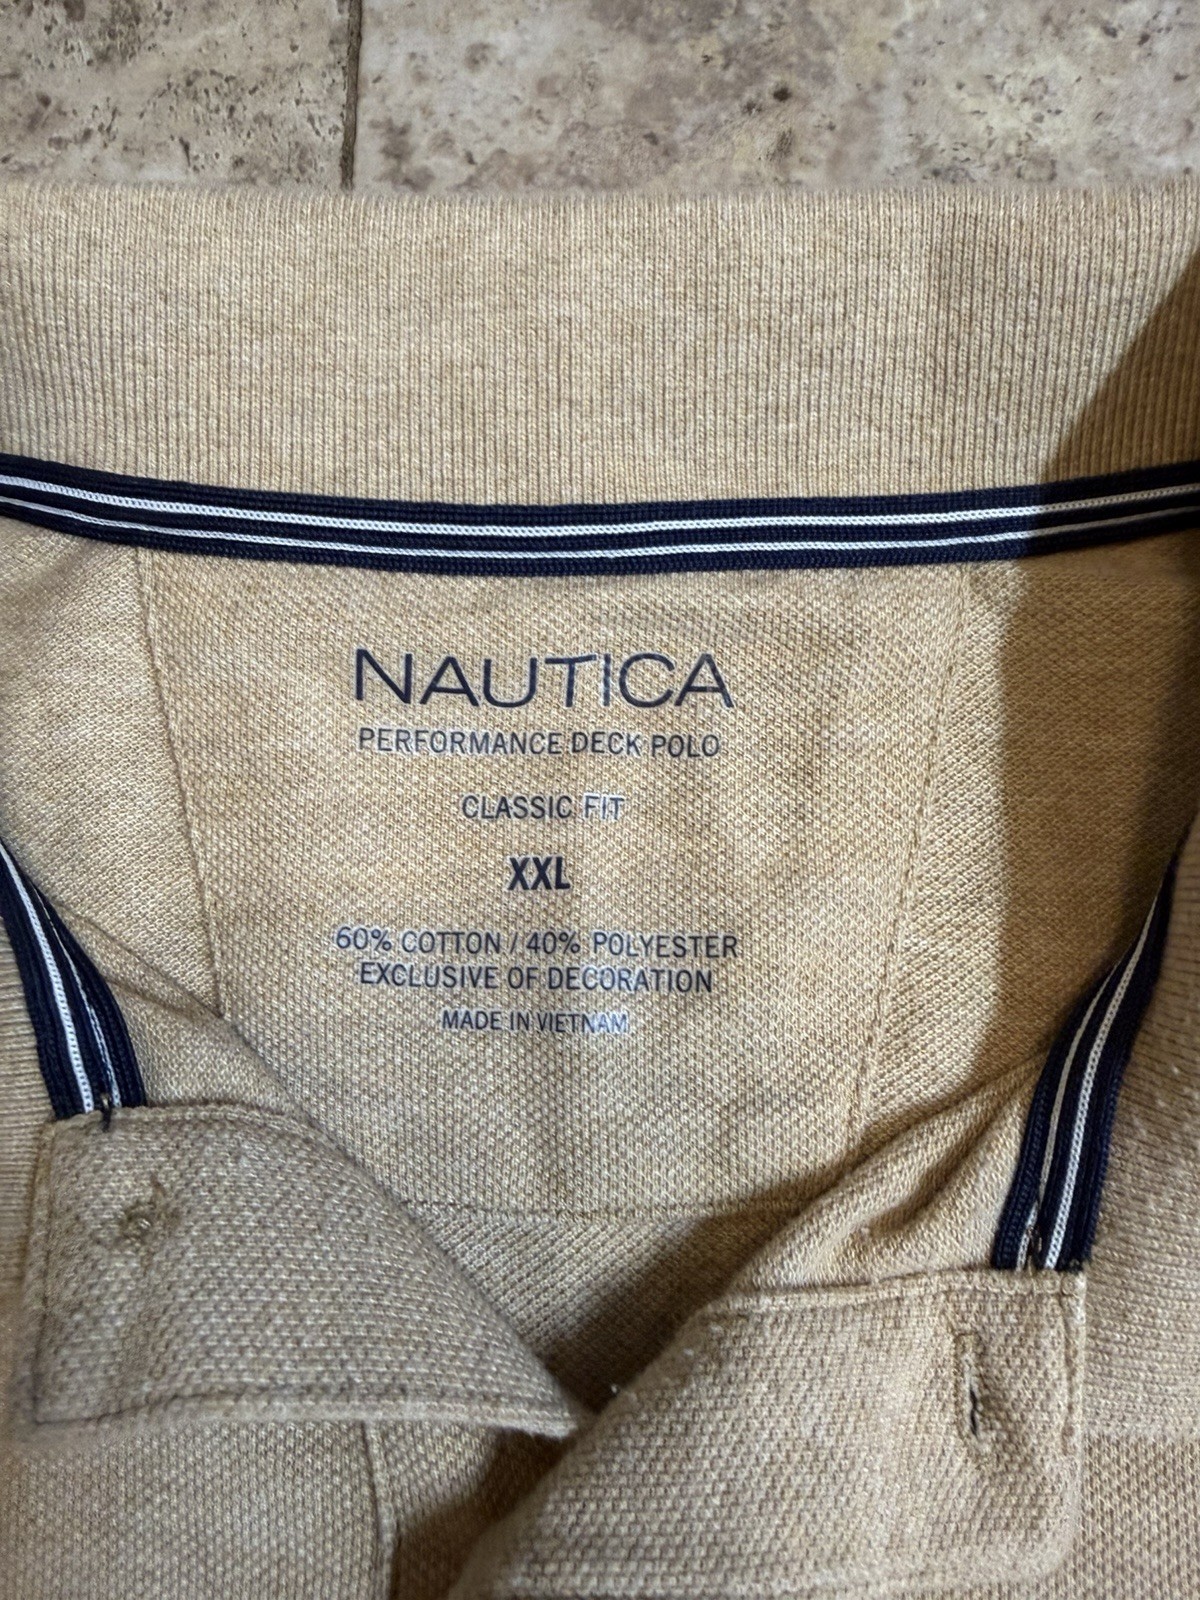 NAUTICA
PERFORMANCE DECK POLO
CLASSIC FIT
XXL
60% COTTON / 40% POLYESTER
EXCLUSIVE OF DECORATION
MADE IN VIETNAM